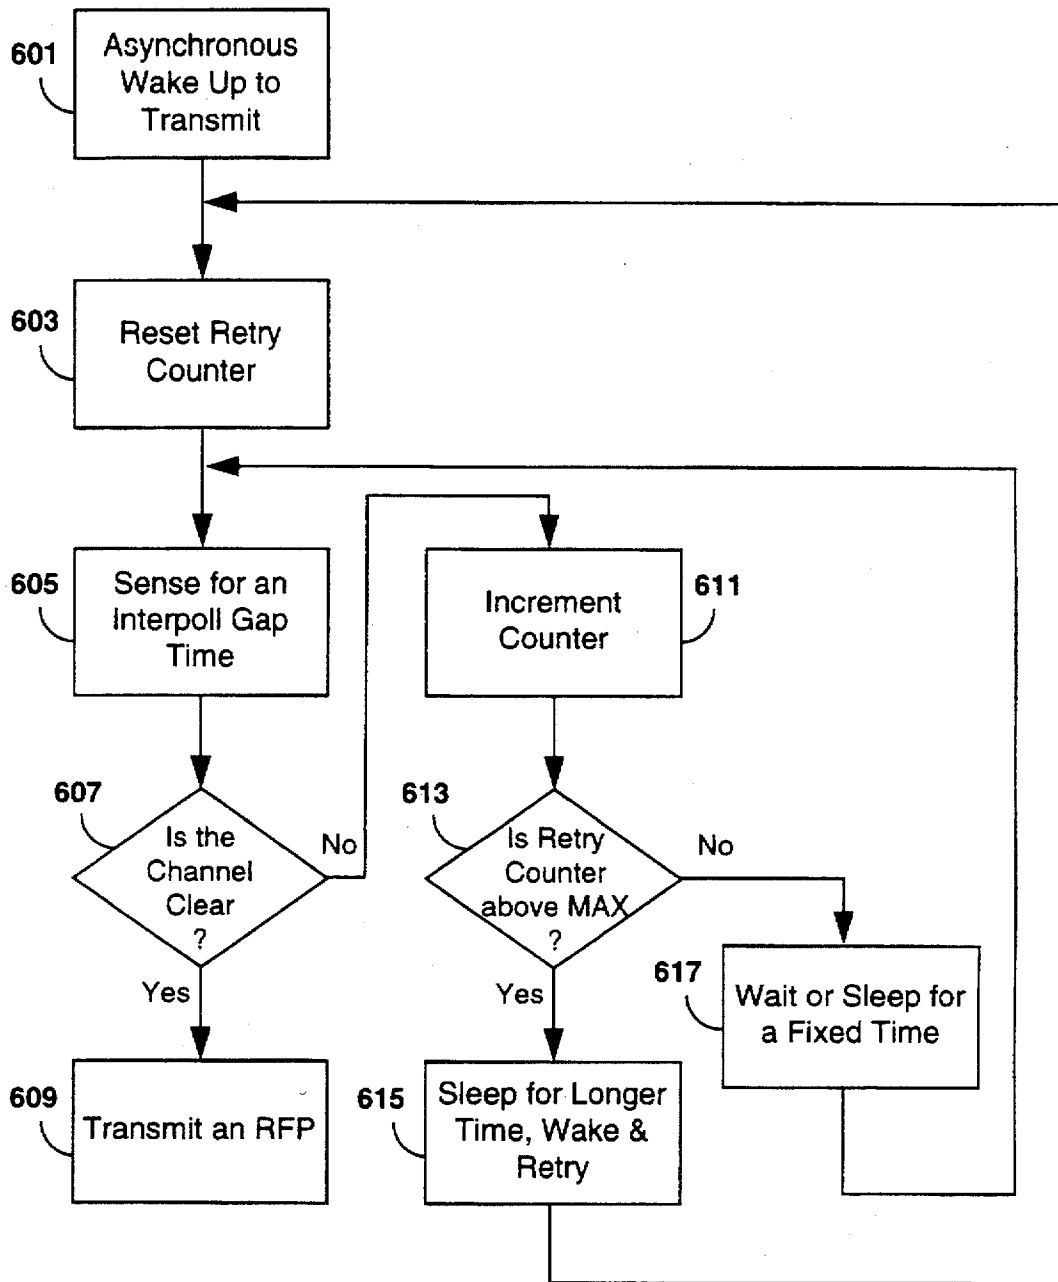 601
Asynchronous
Wake Up to
Transmit
603
Reset Retry
Counter
605
Sense for an
Interpoll Gap
Time
Increment
Counter
611
607
Is the
Channel
Clear
?
No
Yes
613
Is Retry
Counter
above MAX
?
No
Yes
617
Wait or Sleep for
a Fixed Time
609
Transmit an RFP
615
Sleep for Longer
Time, Wake &
Retry